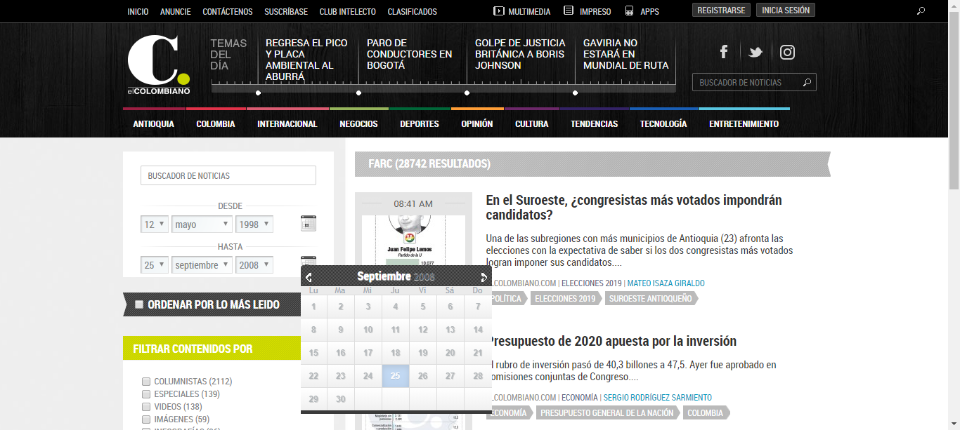 INICIO ANUNCIE CONTÁCTENOS SUSCRÍBASE CLUB INTELECTO CLASIFICADOS MULTIMEDIA IMPRESO APPS REGISTRARSE INICIA SESIÓN
C.
elCOLOMBIANO
TEMAS
DEL
DÍA
REGRESA EL PICO
Y PLACA
AMBIENTAL AL
ABURRÁ
PARO DE
CONDUCTORES EN
BOGOTÁ
GOLPE DE JUSTICIA
BRITÁNICA A BORIS
JOHNSON
GAVIRIA NO
ESTARÁ EN
MUNDIAL DE RUTA
BUSCADOR DE NOTICIAS
ANTIOQUIA COLOMBIA INTERNACIONAL NEGOCIOS DEPORTES OPINIÓN CULTURA TENDENCIAS TECNOLOGÍA ENTRETENIMIENTO
BUSCADOR DE NOTICIAS
DESDE
12 mayo 1998
HASTA
25 septiembre 2008
ORDENAR POR LO MÁS LEIDO
FILTRAR CONTENIDOS POR
COLUMNISTAS (2112)
ESPECIALES (139)
VIDEOS (138)
IMÁGENES (59)
Septiembre 2008
Lu Ma Mi Ju Vi Sá Do
1 2 3 4 5 6 7
8 9 10 11 12 13 14
15 16 17 18 19 20 21
22 23 24 25 26 27 28
29 30
FARC (28742 RESULTADOS)
08:41 AM
Juan Felipe Lemos
Partido de la U
En el Suroeste, ¿congresistas más votados impondrán
candidatos?
Una de las subregiones con más municipios de Antioquia (23) afronta las
elecciones con la expectativa de saber si los dos congresistas más votados
logran imponer sus candidatos....
LCOLOMBIANO.COM | ELECCIONES 2019 | MATEO ISAZA GIRALDO
POLÍTICA ELECCIONES 2019 SUROESTE ANTIOQUEÑO
Presupuesto de 2020 apuesta por la inversión
El rubro de inversión pasó de 40,3 billones a 47,5. Ayer fue aprobado en
comisiones conjuntas de Congreso....
LCOLOMBIANO.COM | ECONOMÍA | SERGIO RODRÍGUEZ SARMIENTO
ECONOMÍA PRESUPUESTO GENERAL DE LA NACIÓN COLOMBIA